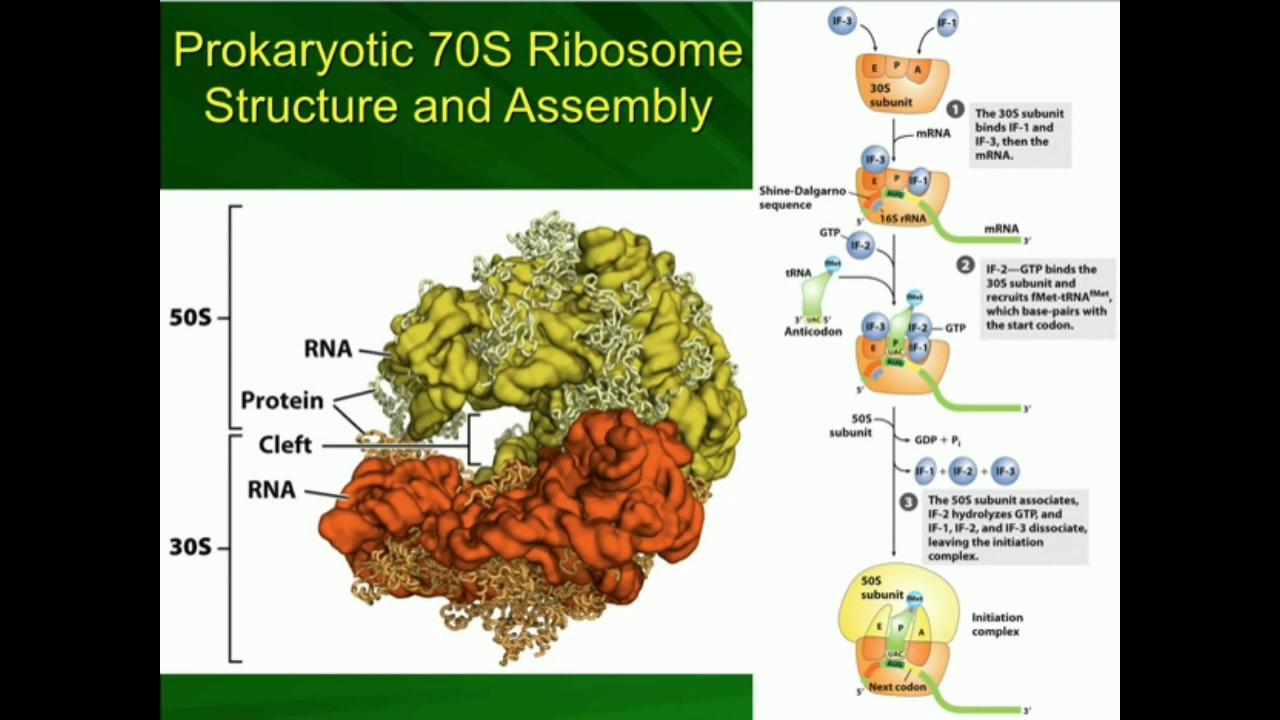 Prokaryotic 70S Ribosome
Structure and Assembly
50S
RNA
Protein
Cleft
RNA
30S
IF-3
IF-1
E P A
30S
subunit
1
The 30S subunit
binds IF-1 and
IF-3, then the
mRNA.
mRNA
IF-3
E P IF-1
Shine-Dalgarno
sequence
AUG
5′
16S rRNA
mRNA
3′
GTP
IF-2
2
IF-2—GTP binds the
30S subunit and
recruits fMet-tRNAfMet,
which base-pairs with
the start codon.
tRNA
fMet
3′ UAC 5′
Anticodon
fMet
IF-3
IF-2
GTP
E P IF-1
UAC
AUG
5′
3′
50S
subunit
GDP + Pi
IF-1 + IF-2 + IF-3
3
The 50S subunit associates,
IF-2 hydrolyzes GTP, and
IF-1, IF-2, and IF-3 dissociate,
leaving the initiation
complex.
50S
subunit
fMet
E P A
Initiation
complex
UAC
AUG
5′
Next codon
3′